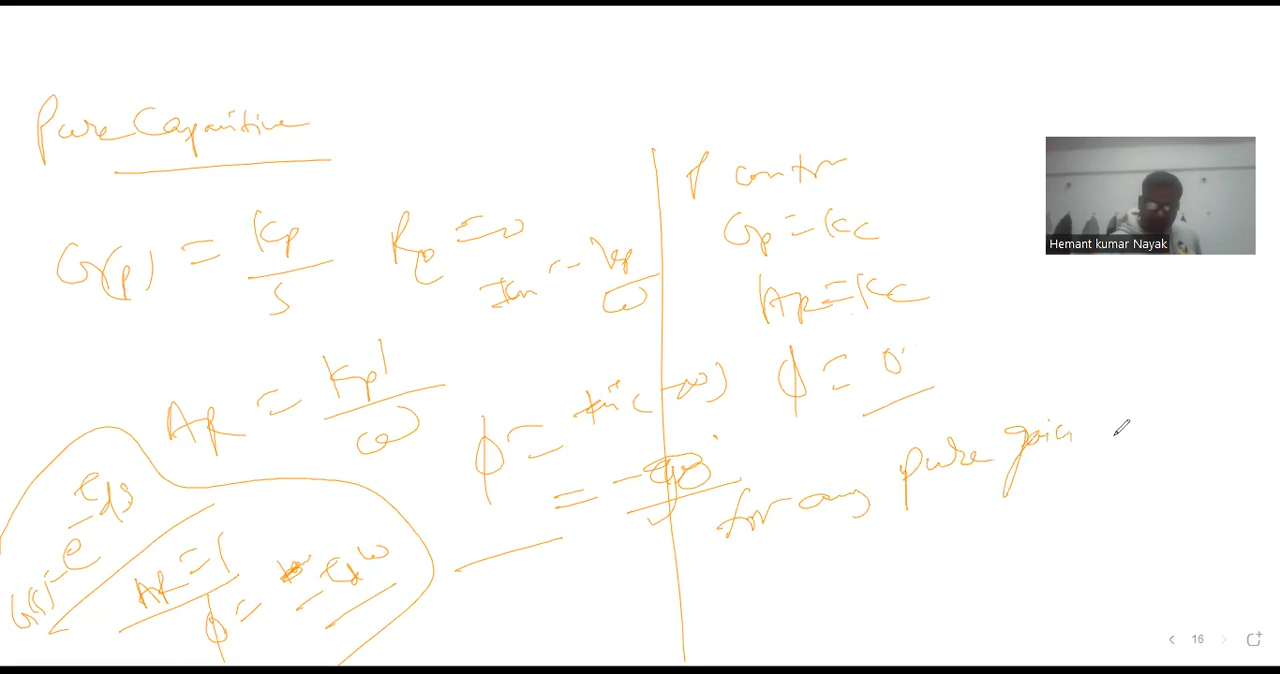 Pure Capacitive
G(p) = Kp/s
Re = 0
Im = -Kp/ω
AR = Kp/ω
φ = tan⁻¹(-∞)
= -90°
G(s) = e^-τds
AR = 1
φ = -τdω
P contr
Gp = Kc
AR = Kc
φ = 0°
for any pure gain
Hemant kumar Nayak
16